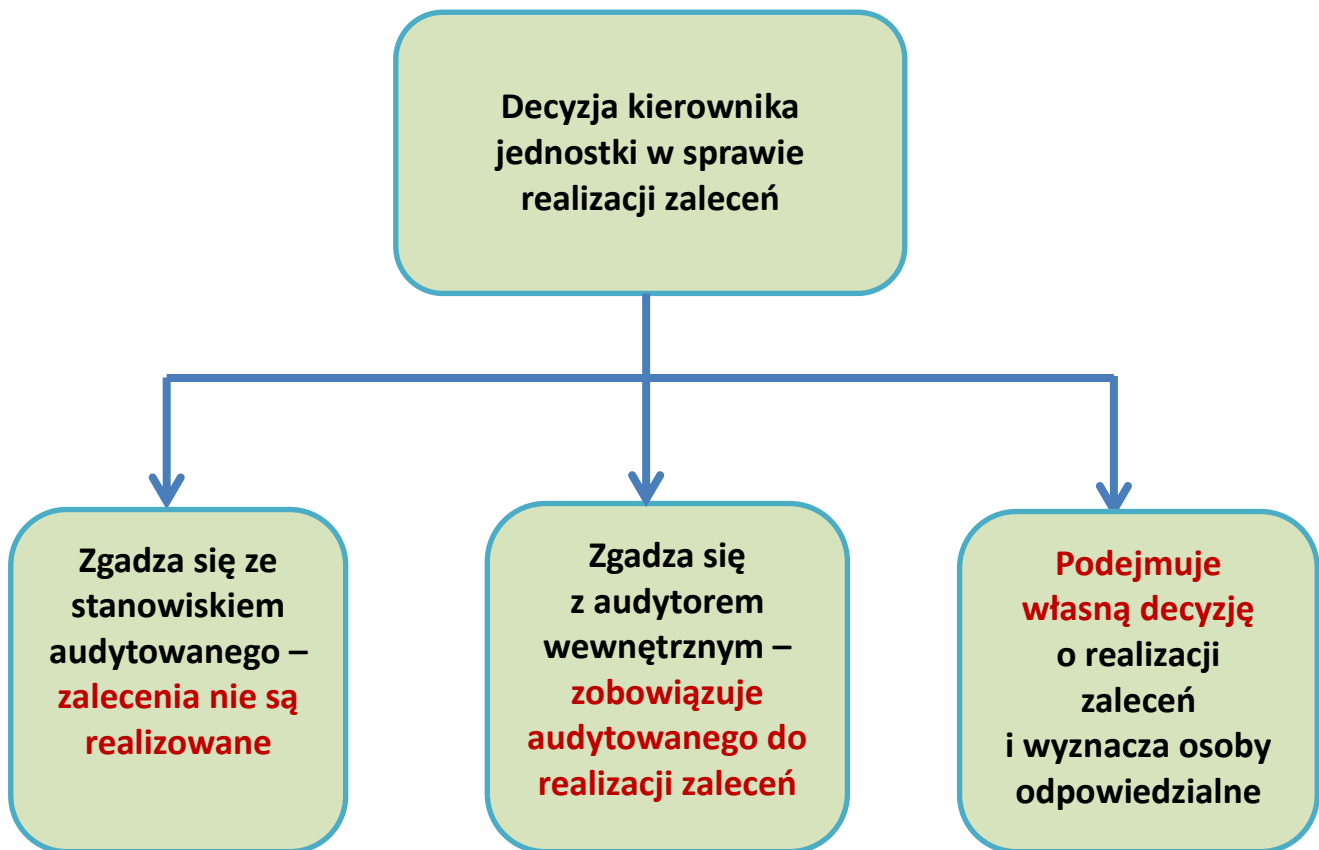 Decyzja kierownika
jednostki w sprawie
realizacji zaleceń
Zgadza się ze
stanowiskiem
audytowanego –
zalecenia nie są
realizowane
Zgadza się
z audytorem
wewnętrznym –
zobowiązuje
audytowanego do
realizacji zaleceń
Podejmuje
własną decyzję
o realizacji
zaleceń
i wyznacza osoby
odpowiedzialne